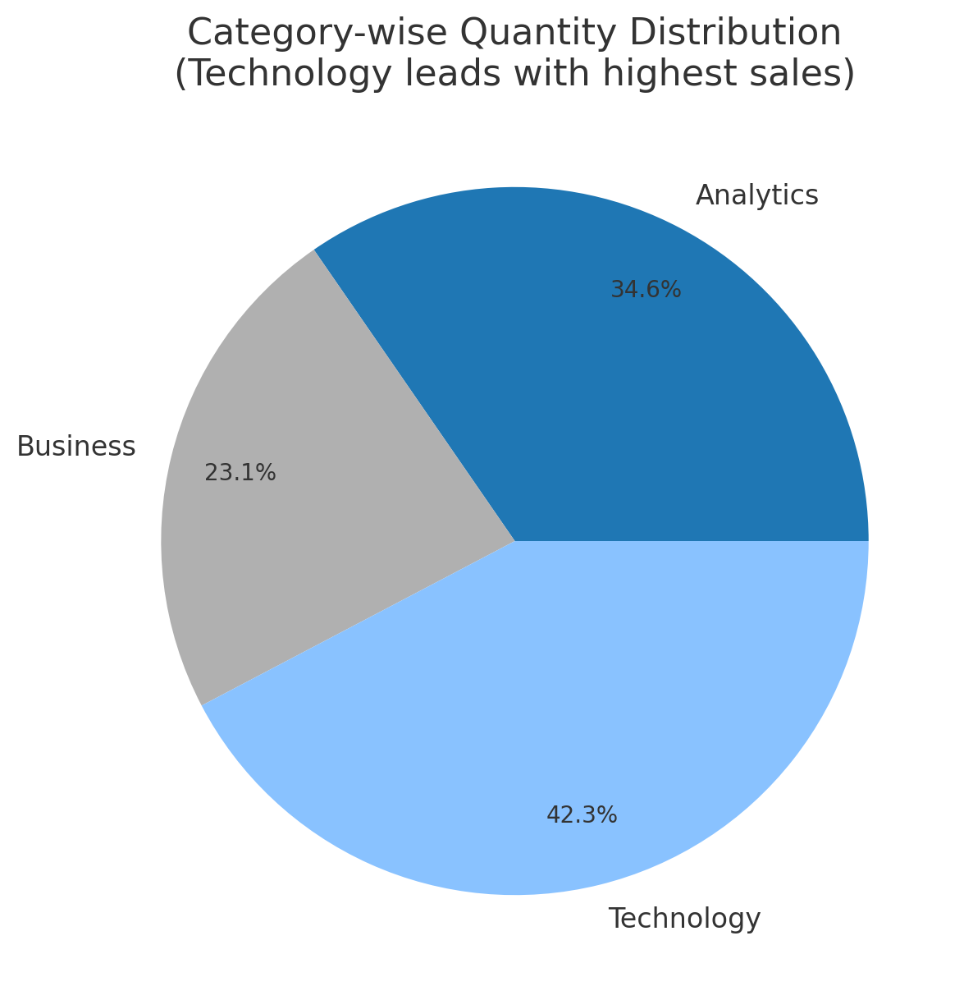 Category-wise Quantity Distribution
(Technology leads with highest sales)
Analytics
34.6%
Business
23.1%
42.3%
Technology